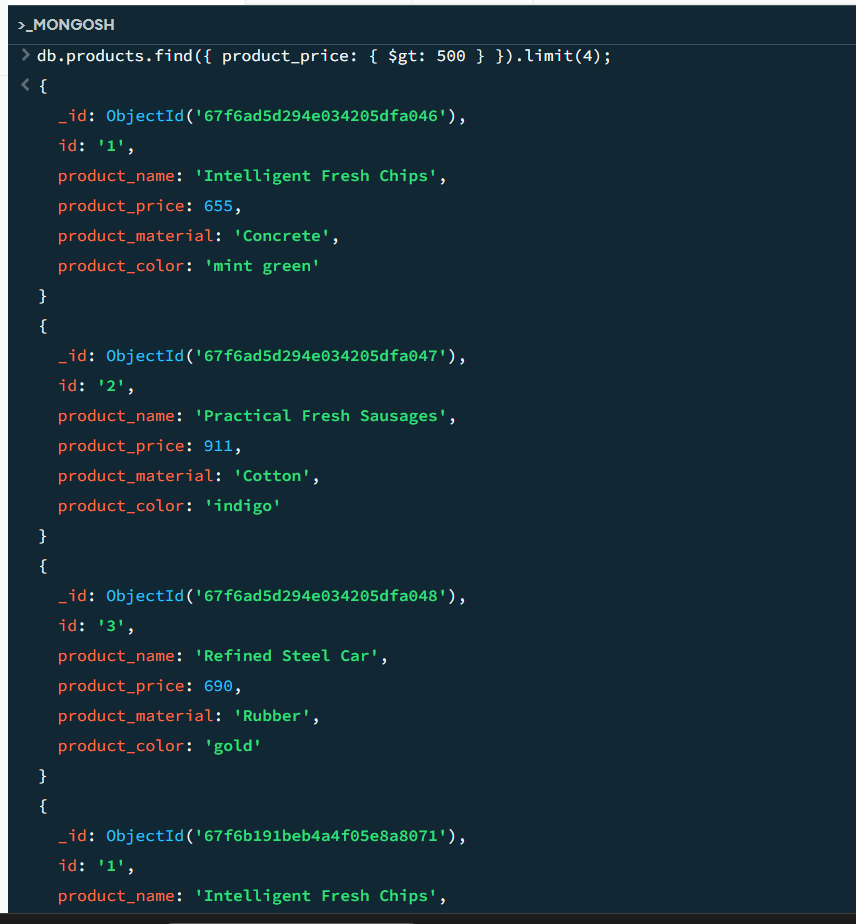 >_MONGOSH
> db.products.find({ product_price: { $gt: 500 } }).limit(4);
< {
_id: ObjectId('67f6ad5d294e034205dfa046'),
id: '1',
product_name: 'Intelligent Fresh Chips',
product_price: 655,
product_material: 'Concrete',
product_color: 'mint green'
}
{
_id: ObjectId('67f6ad5d294e034205dfa047'),
id: '2',
product_name: 'Practical Fresh Sausages',
product_price: 911,
product_material: 'Cotton',
product_color: 'indigo'
}
{
_id: ObjectId('67f6ad5d294e034205dfa048'),
id: '3',
product_name: 'Refined Steel Car',
product_price: 690,
product_material: 'Rubber',
product_color: 'gold'
}
{
_id: ObjectId('67f6b191beb4a4f05e8a8071'),
id: '1',
product_name: 'Intelligent Fresh Chips',